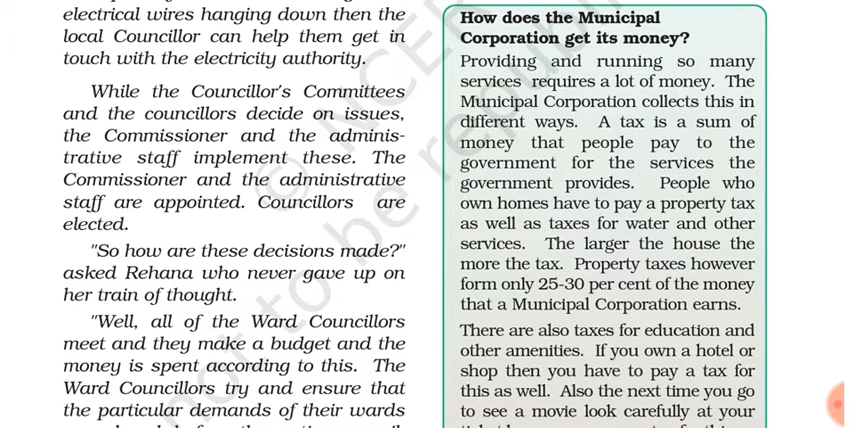 electrical wires hanging down then the
local Councillor can help them get in
touch with the electricity authority.
While the Councillor's Committees
and the councillors decide on issues,
the Commissioner and the adminis-
trative staff implement these. The
Commissioner and the administrative
staff are appointed. Councillors are
elected.
"So how are these decisions made?"
asked Rehana who never gave up on
her train of thought.
"Well, all of the Ward Councillors
meet and they make a budget and the
money is spent according to this. The
Ward Councillors try and ensure that
the particular demands of their wards
How does the Municipal
Corporation get its money?
Providing and running so many
services requires a lot of money. The
Municipal Corporation collects this in
different ways. A tax is a sum of
money that people pay to the
government for the services the
government provides. People who
own homes have to pay a property tax
as well as taxes for water and other
services. The larger the house the
more the tax. Property taxes however
form only 25-30 per cent of the money
that a Municipal Corporation earns.
There are also taxes for education and
other amenities. If you own a hotel or
shop then you have to pay a tax for
this as well. Also the next time you go
to see a movie look carefully at your